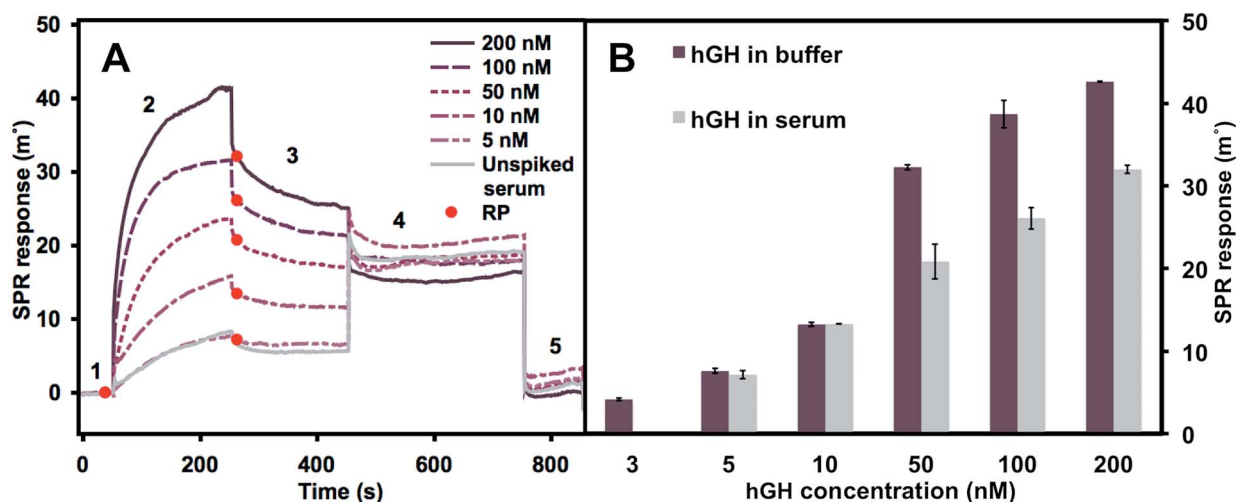 A
50
40
30
20
10
0
SPR response (m°)
1
2
3
4
5
200 nM
100 nM
50 nM
10 nM
5 nM
Unspiked
serum
RP
0 200 400 600 800
Time (s)
B
hGH in buffer
hGH in serum
50
40
30
20
10
0
SPR response (m°)
3 5 10 50 100 200
hGH concentration (nM)